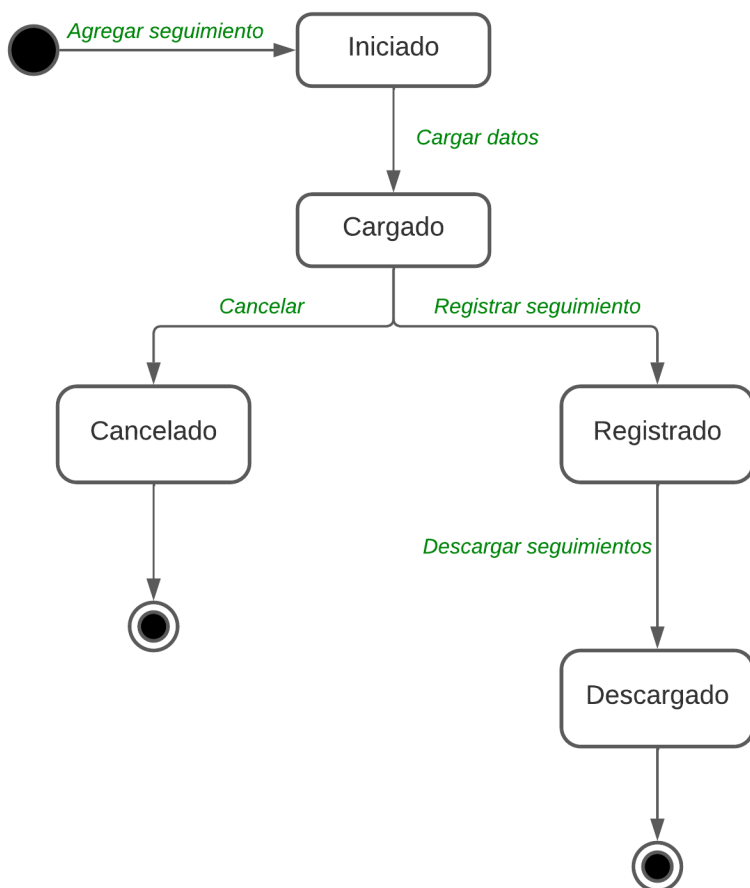 Agregar seguimiento
Iniciado
Cargar datos
Cargado
Cancelar
Registrar seguimiento
Cancelado
Registrado
Descargar seguimientos
Descargado